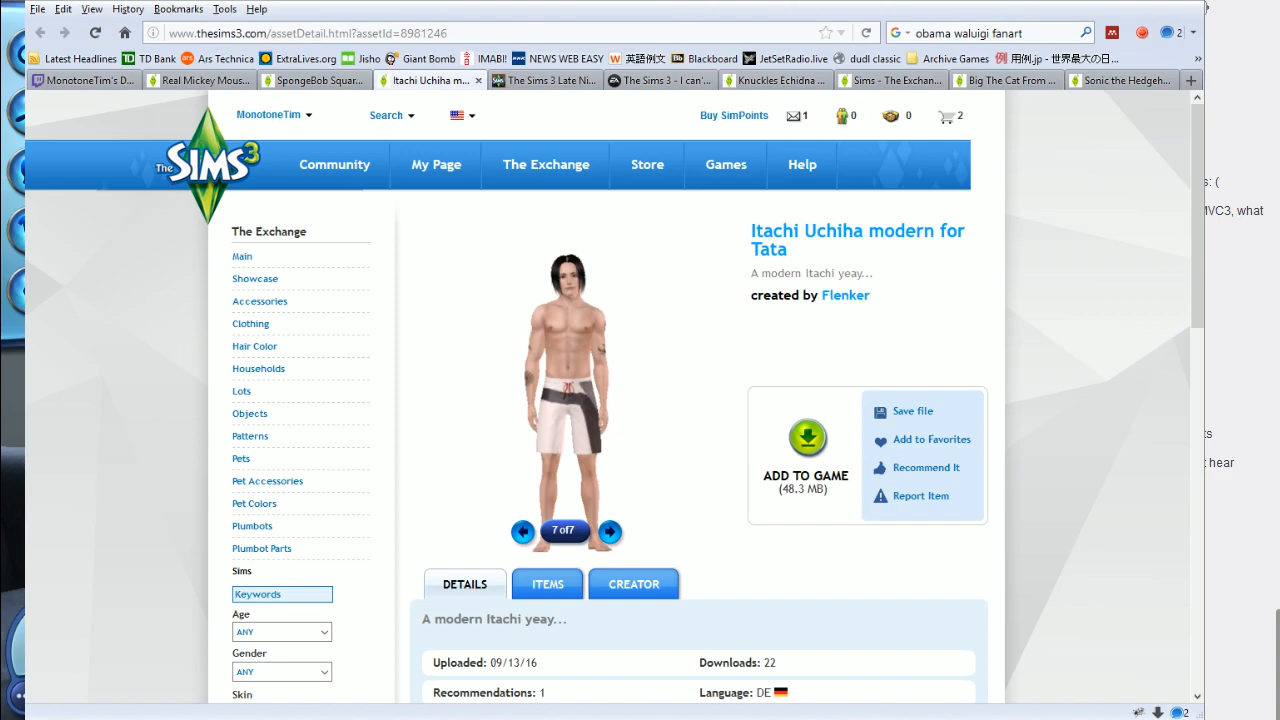 File Edit View History Bookmarks Tools Help
www.thesims3.com/assetDetail.html?assetId=8981246
obama waluigi fanart
2
Latest Headlines TD Bank Ars Technica Extraterres.org Jisho Giant Bomb IMABI! NEWS WEB EASY 英語例文 Blackboard JetSetRadio.live dudl classic Archive Games 用例.jp - 世界最大の日... »
MonotoneTim's D... Real Mickey Mous... SpongeBob Squar... Itachi Uchiha m... The Sims 3 Late Ni... The Sims 3 - I can'... Knuckles Echidna ... Sims - The Exchan... Big The Cat From ... Sonic the Hedgeh...
MonotoneTim Search Buy SimPoints 1 0 0 2
The SIMS 3
Community My Page The Exchange Store Games Help
s: (
MVC3, what
The Exchange
Main
Showcase
Accessories
Clothing
Hair Color
Households
Lots
Objects
Patterns
Pets
Pet Accessories
Pet Colors
Plumbots
Plumbot Parts
Sims
Keywords
Age
ANY
Gender
ANY
Skin
7 of7
Itachi Uchiha modern for
Tata
A modern Itachi yeay...
created by Flenker
ADD TO GAME
(48.3 MB)
Save file
Add to Favorites
Recommend It
Report Item
hear
DETAILS ITEMS CREATOR
A modern Itachi yeay...
Uploaded: 09/13/16 Downloads: 22
Recommendations: 1 Language: DE
2